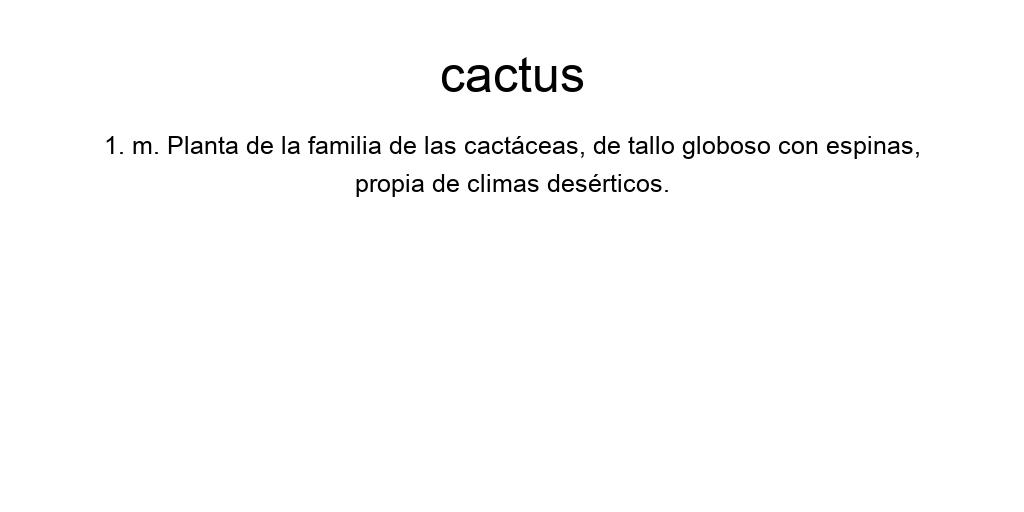 cactus
1. m. Planta de la familia de las cactáceas, de tallo globoso con espinas,
propia de climas desérticos.